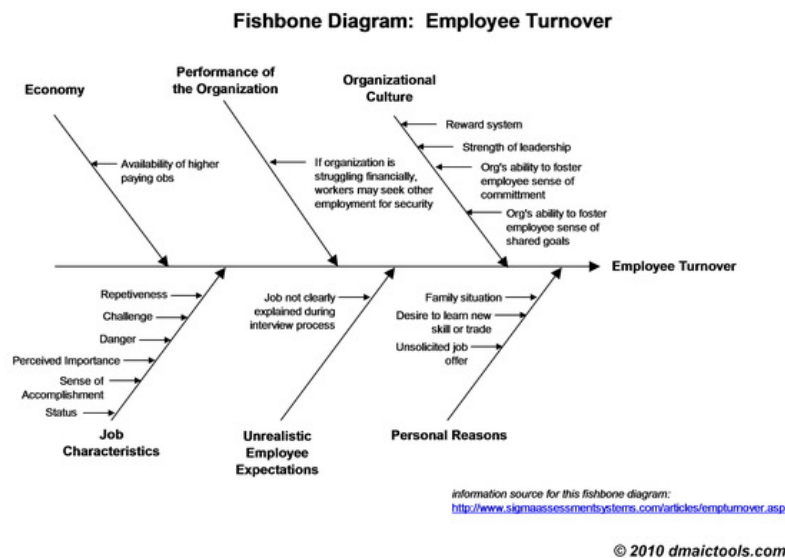 Fishbone Diagram: Employee Turnover
Economy
Performance of
the Organization
Organizational
Culture
Availability of higher
paying obs
If organization is
struggling financially,
workers may seek other
employment for security
Reward system
Strength of leadership
Org's ability to foster
employee sense of
committment
Org's ability to foster
employee sense of
shared goals
Employee Turnover
Repetiveness
Challenge
Danger
Perceived Importance
Sense of
Accomplishment
Status
Job not clearly
explained during
interview process
Family situation
Desire to learn new
skill or trade
Unsolicited job
offer
Job
Characteristics
Unrealistic
Employee
Expectations
Personal Reasons
information source for this fishbone diagram:
http://www.sigmaassessmentsystems.com/articles/empturnover.asp
© 2010 dmaictools.com